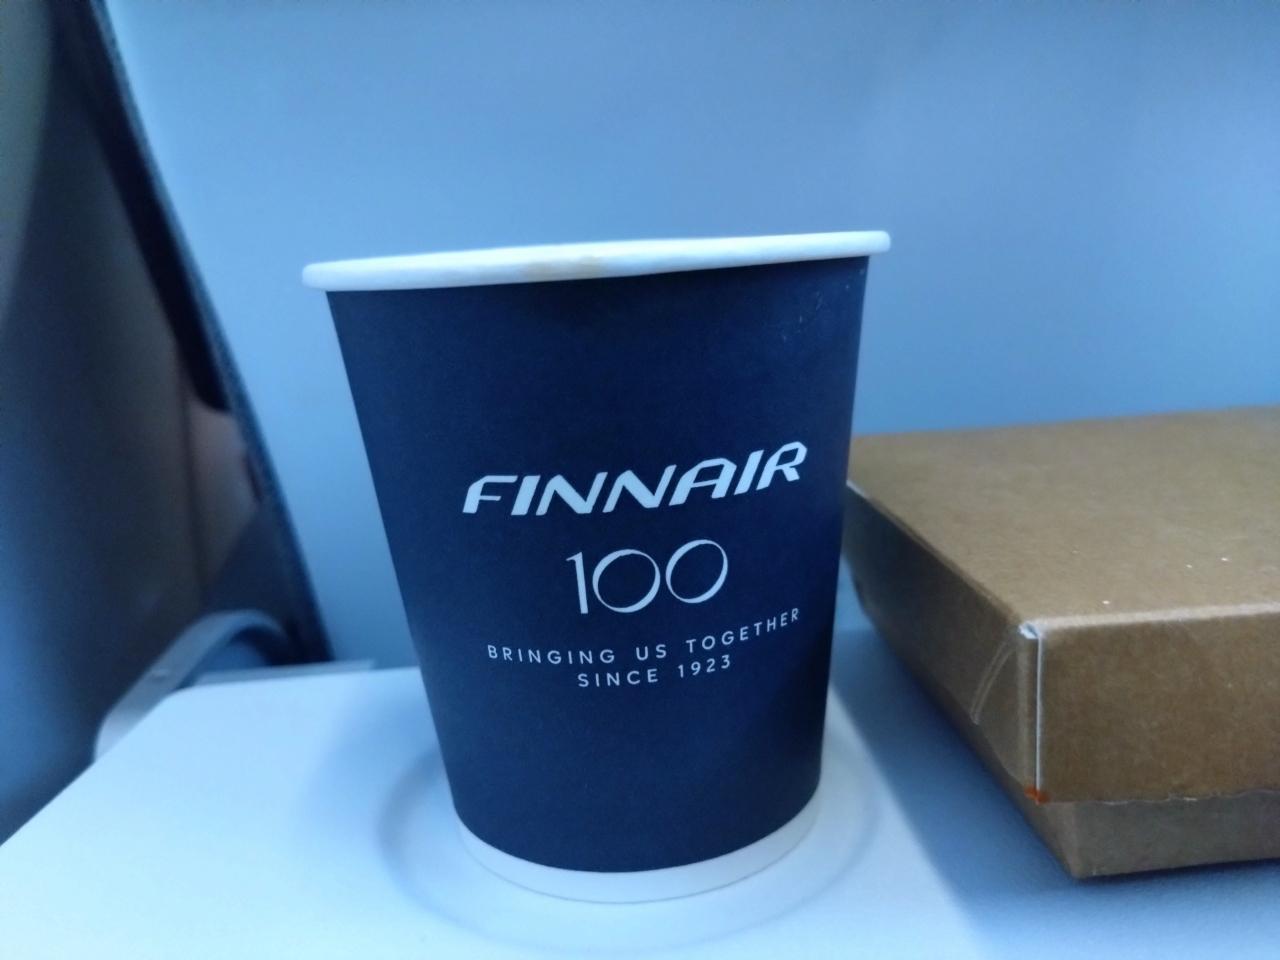 FINNAIR
100
BRINGING US TOGETHER
SINCE 1923